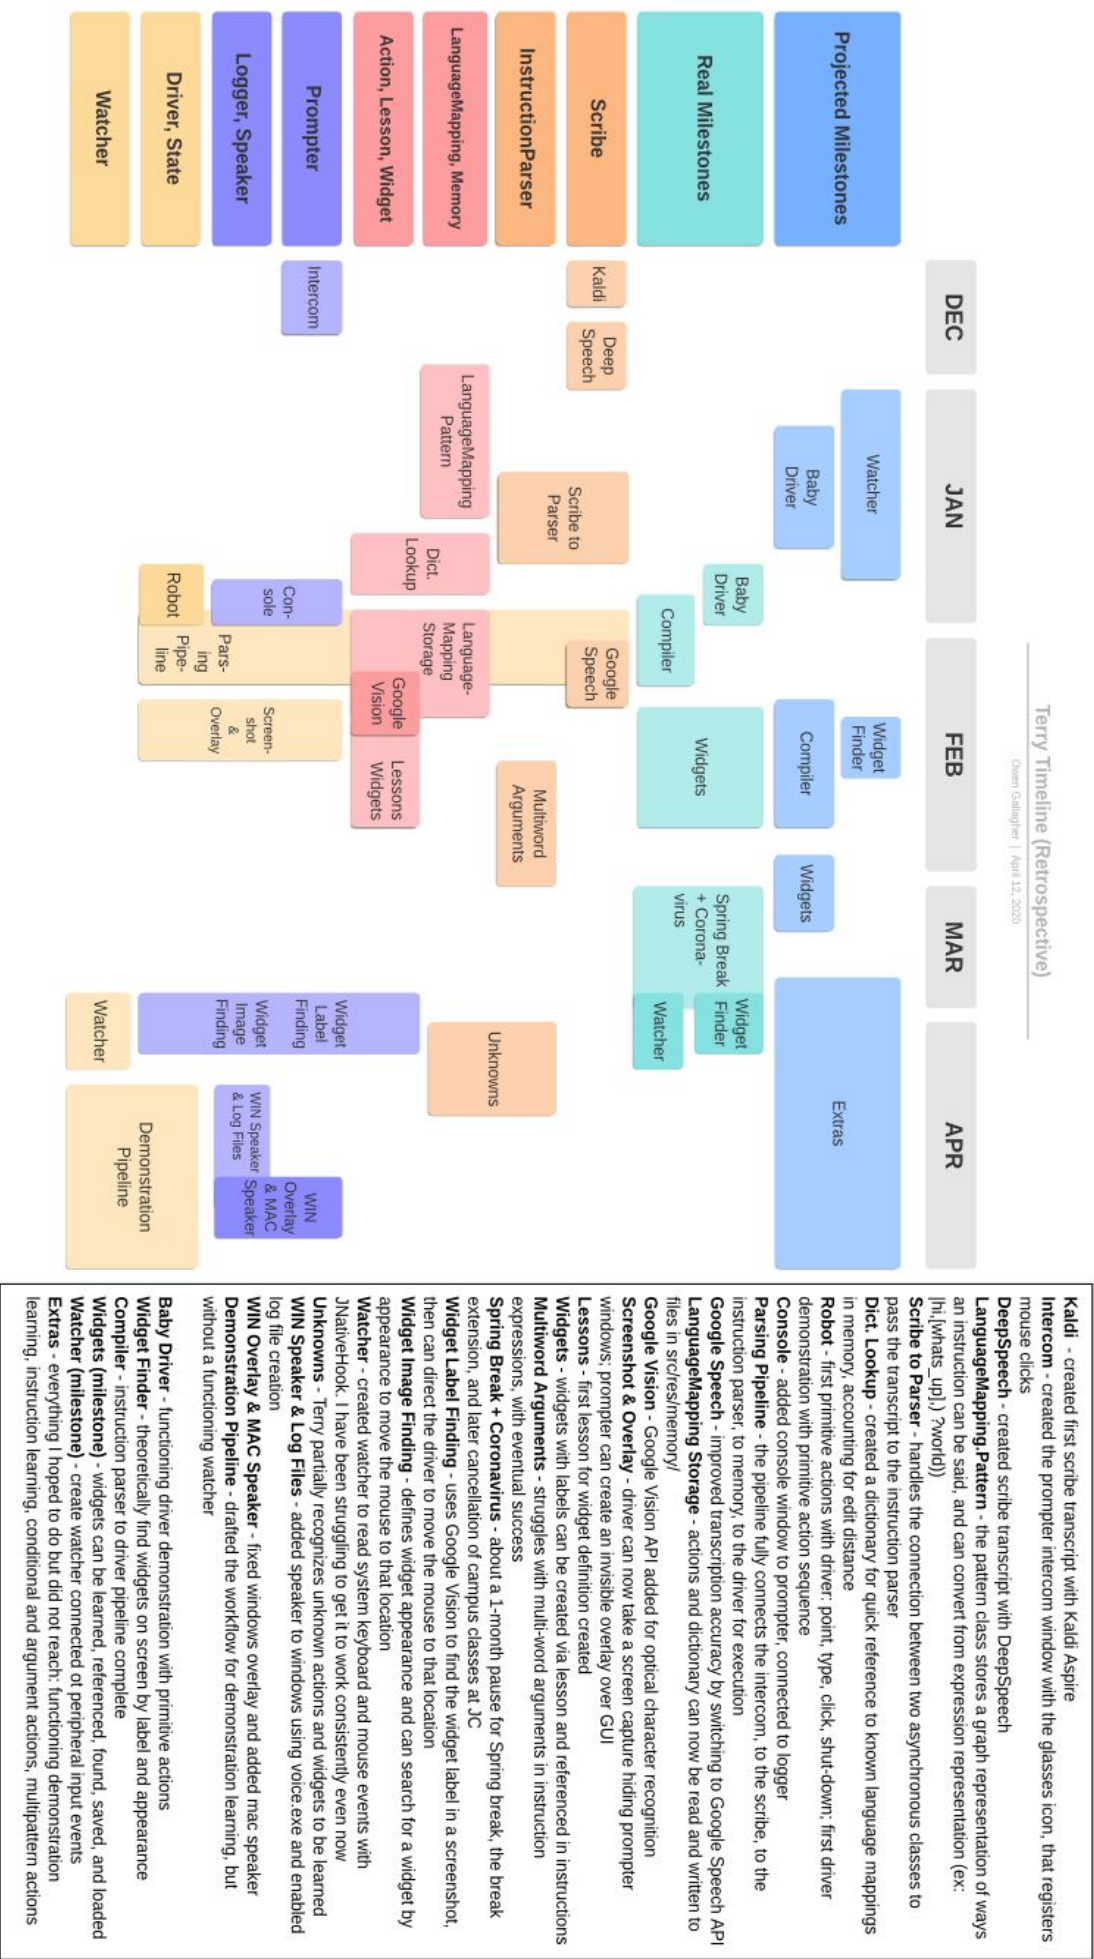 Terry Timeline (Retrospective)
Owen Gallagher | April 12, 2020
DEC
JAN
FEB
MAR
APR
Projected Milestones
Watcher
Baby
Driver
Widget
Finder
Compiler
Widgets
Extras
Real Milestones
Baby
Driver
Compiler
Widgets
Spring Break
+ Corona-
virus
Widget
Finder
Watcher
Scribe
Kaldi
Deep
Speech
Google
Speech
InstructionParser
Scribe to
Parser
Multiword
Arguments
Unknowns
LanguageMapping, Memory
LanguageMapping
Pattern
Dict.
Lookup
Language-
Mapping
Storage
Action, Lesson, Widget
Google
Vision
Lessons
Widgets
Prompter
Intercom
Con-
sole
Widget
Label
Finding
Widget
Image
Finding
WIN
Overlay
& MAC
Speaker
Logger, Speaker
WIN Speaker
& Log Files
Driver, State
Robot
Pars-
ing
Pipe-
line
Screen-
shot
&
Overlay
Watcher
Watcher
Demonstration
Pipeline
Kaldi - created first scribe transcript with Kaldi Aspire
Intercom - created the prompter intercom window with the glasses icon, that registers
mouse clicks
DeepSpeech - created scribe transcript with DeepSpeech
LanguageMapping.Pattern - the pattern class stores a graph representation of ways
an instruction can be said, and can convert from expression representation (ex:
|hi,[whats_up],) ?world))
Scribe to Parser - handles the connection between two asynchronous classes to
pass the transcript to the instruction parser
Dict. Lookup - created a dictionary for quick reference to known language mappings
in memory, accounting for edit distance
Robot - first primitive actions with driver: point, type, click, shut-down; first driver
demonstration with primitive action sequence
Console - added console window to prompter, connected to logger
Parsing Pipeline - the pipeline fully connects the intercom, to the scribe, to the
instruction parser, to memory, to the driver for execution
Google Speech - improved transcription accuracy by switching to Google Speech API
LanguageMapping Storage - actions and dictionary can now be read and written to
files in src/res/memory/
Google Vision - Google Vision API added for optical character recognition
Screenshot & Overlay - driver can now take a screen capture hiding prompter
windows; prompter can create an invisible overlay over GUI
Lessons - first lesson for widget definition created
Widgets - widgets with labels can be created via lesson and referenced in instructions
Multiword Arguments - struggles with multi-word arguments in instruction
expressions, with eventual success
Spring Break + Coronavirus - about a 1-month pause for Spring break, the break
extension, and later cancellation of campus classes at JC
Widget Label Finding - uses Google Vision to find the widget label in a screenshot,
then can direct the driver to move the mouse to that location
Widget Image Finding - defines widget appearance and can search for a widget by
appearance to move the mouse to that location
Watcher - created watcher to read system keyboard and mouse events with
JNativeHook. I have been struggling to get it to work consistently even now
Unknowns - Terry partially recognizes unknown actions and widgets to be learned
WIN Speaker & Log Files - added speaker to windows using voice.exe and enabled
log file creation
WIN Overlay & MAC Speaker - fixed windows overlay and added mac speaker
Demonstration Pipeline - drafted the workflow for demonstration learning, but
without a functioning watcher
Baby Driver - functioning driver demonstration with primitive actions
Widget Finder - theoretically find widgets on screen by label and appearance
Compiler - instruction parser to driver pipeline complete
Widgets (milestone) - widgets can be learned, referenced, found, saved, and loaded
Watcher (milestone) - create watcher connected ot peripheral input events
Extras - everything I hoped to do but did not reach: functioning demonstration
learning, instruction learning, conditional and argument actions, multipattern actions